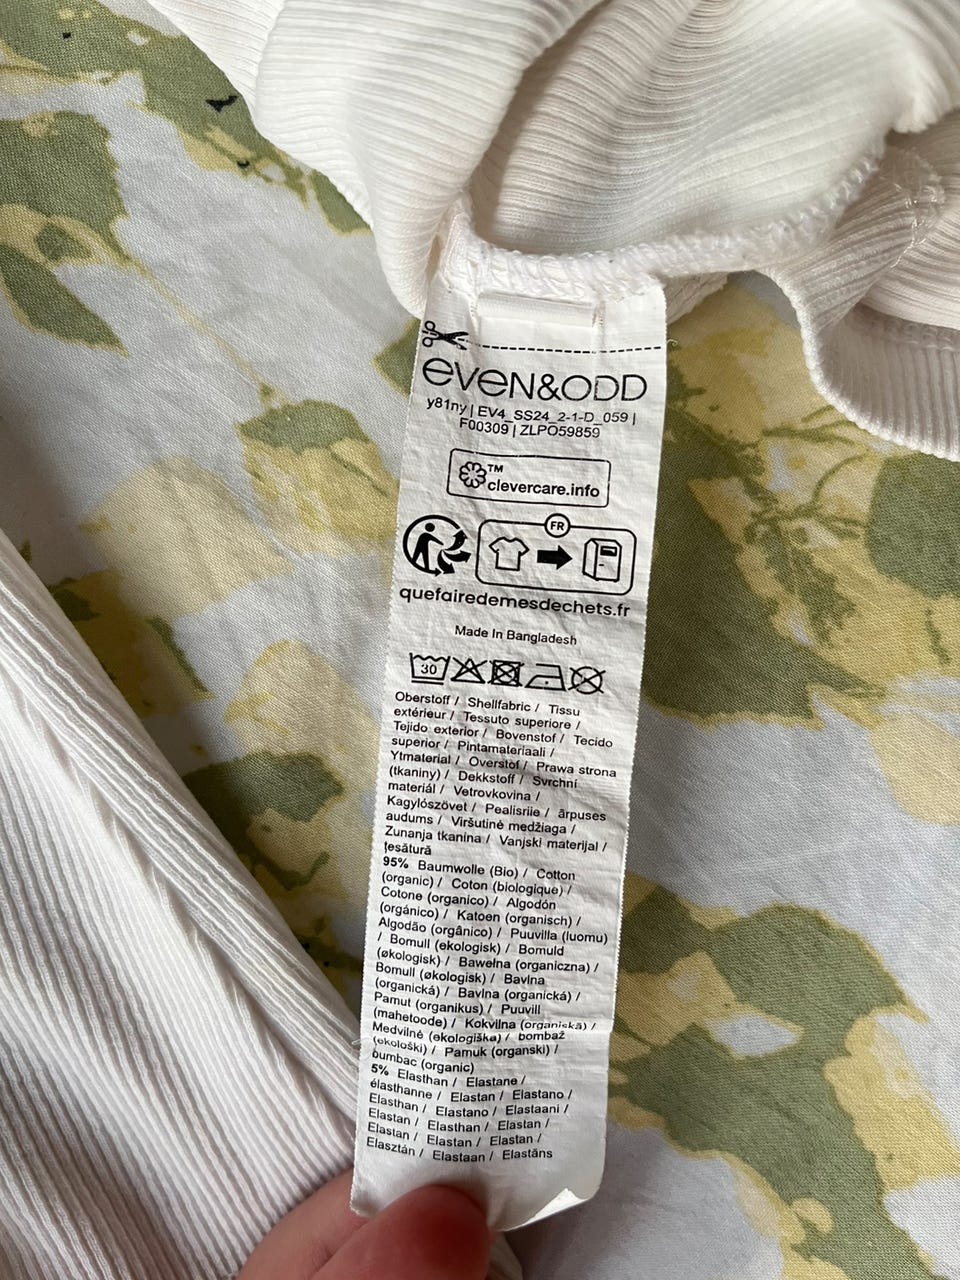 even&odd
y81ny | EV4_SS24_2-1-D_059 |
F00309 | ZLPO59859
TM
clevercare.info
FR
quefairedemesdechets.fr
Made In Bangladesh
30
Oberstoff / Shellfabric / Tissu
extérieur / Tessuto superiore /
Tejido exterior / Bovenstof / Tecido
superior / Pintamateriaali /
Ytmaterial / Overstof / Prawa strona
(tkaniny) / Dekkstoff / Svrchní
materiál / Vetrovkovina /
Kagylószövet / Pealisriie / ārpuses
audums / Viršutinė medžiaga /
Zunanja tkanina / Vanjski materijal /
țesătură
95% Baumwolle (Bio) / Cotton
(organic) / Coton (biologique) /
Cotone (organico) / Algodón
(orgánico) / Katoen (organisch) /
Algodão (orgânico) / Puuvilla (luomu)
/ Bomull (ekologisk) / Bomuld
(økologisk) / Bawełna (organiczna) /
Bomull (økologisk) / Bavlna
(organická) / Bavlna (organická) /
Pamut (organikus) / Puuvill
(mahetoode) / Kokvilna (organiskā) /
Medvilnė (ekologiška) / bombaž
(ekološki) / Pamuk (organski) /
bumbac (organic)
5% Elasthan / Elastane /
élasthanne / Elastan / Elastano /
Elasthan / Elastano / Elastaani /
Elastan / Elasthan / Elastan /
Elastan / Elastan / Elastan /
Elasztán / Elastaan / Elastāns